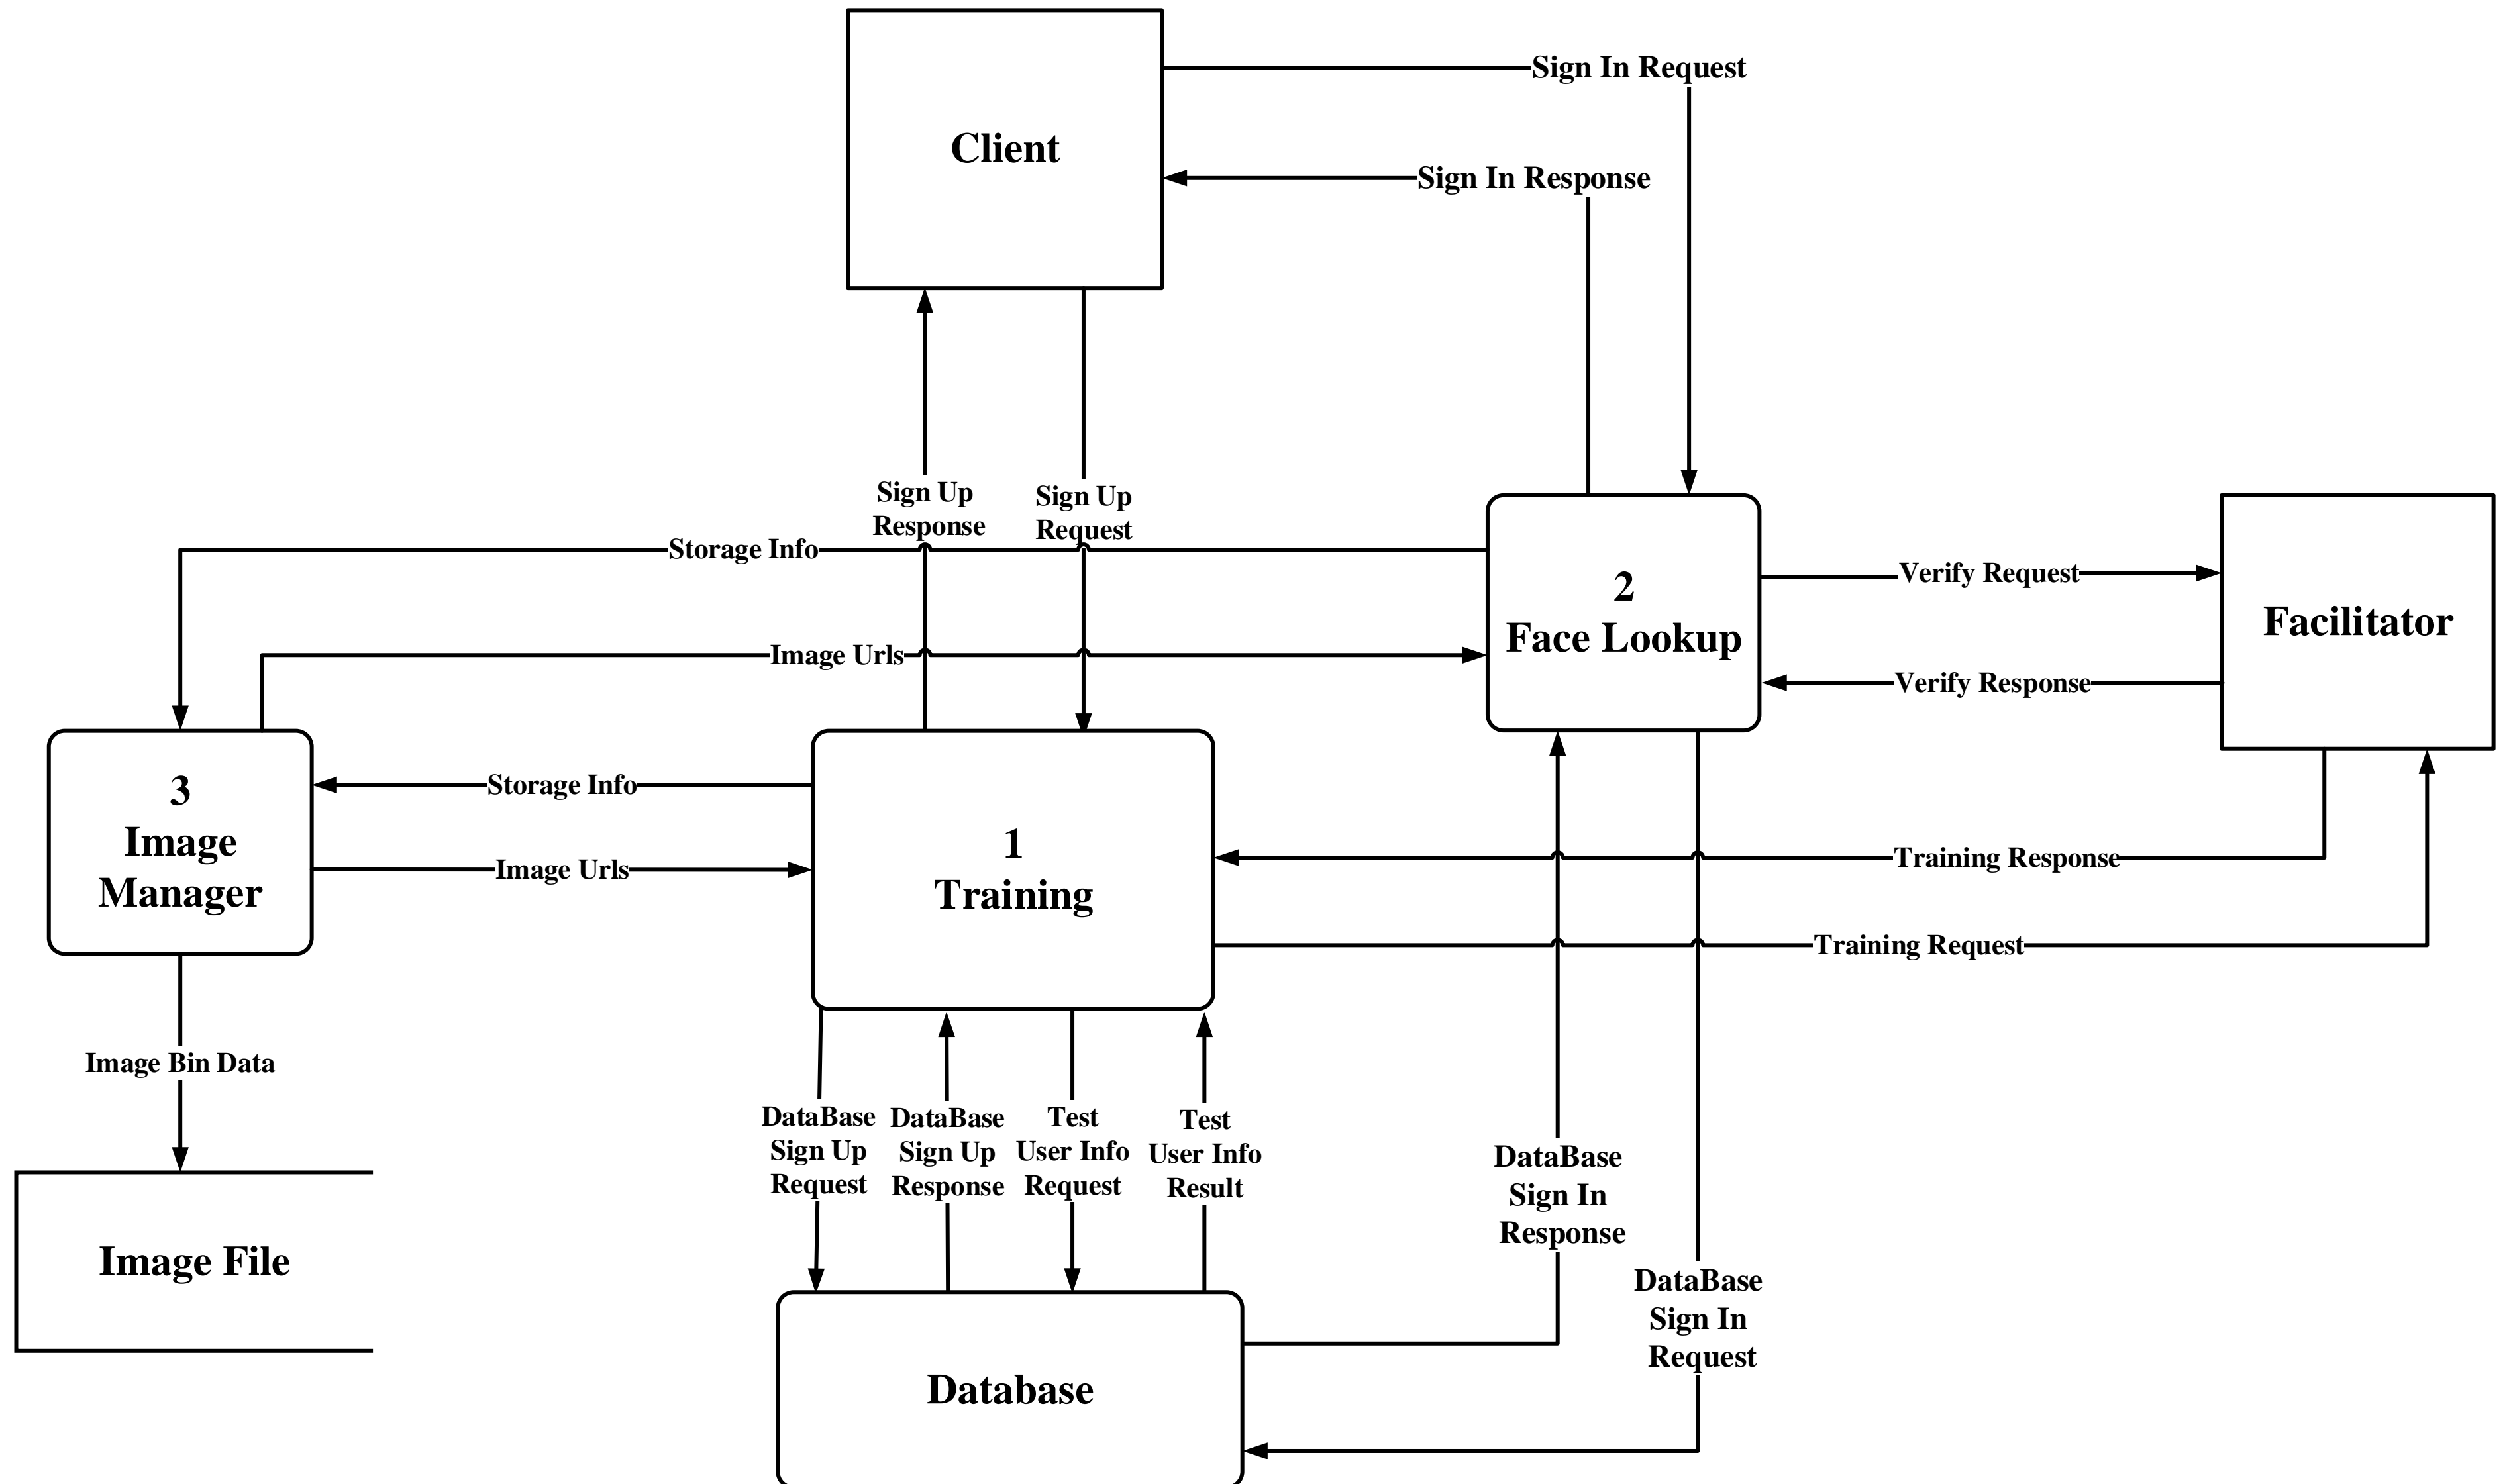 Sign In Request
Client
Sign In Response
Sign Up
Response
Sign Up
Request
Storage Info
2
Face Lookup
Verify Request
Facilitator
Image Urls
Verify Response
3
Image
Manager
Storage Info
Image Urls
1
Training
Training Response
Training Request
Image Bin Data
DataBase
Sign Up
Request
DataBase
Sign Up
Response
Test
User Info
Request
Test
User Info
Result
DataBase
Sign In
Response
Image File
DataBase
Sign In
Request
Database